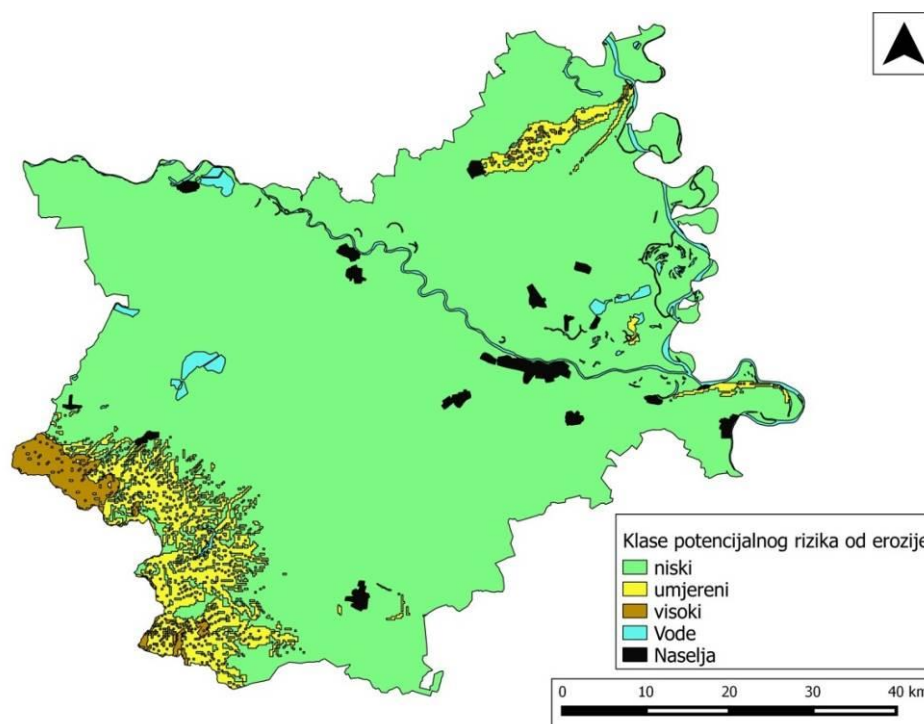 Klase potencijalnog rizika od erozije
niski
umjereni
visoki
Vode
Naselja
0 10 20 30 40 km